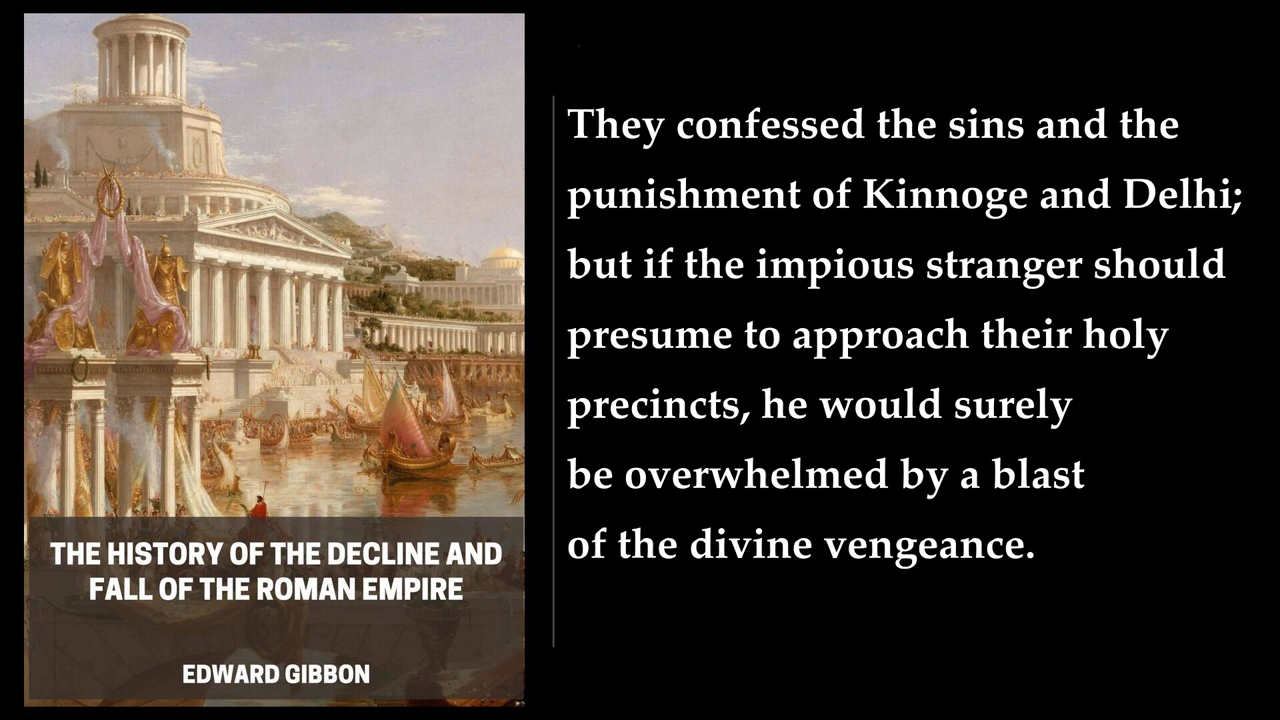 THE HISTORY OF THE DECLINE AND
FALL OF THE ROMAN EMPIRE
EDWARD GIBBON
They confessed the sins and the
punishment of Kinnoge and Delhi;
but if the impious stranger should
presume to approach their holy
precincts, he would surely
be overwhelmed by a blast
of the divine vengeance.